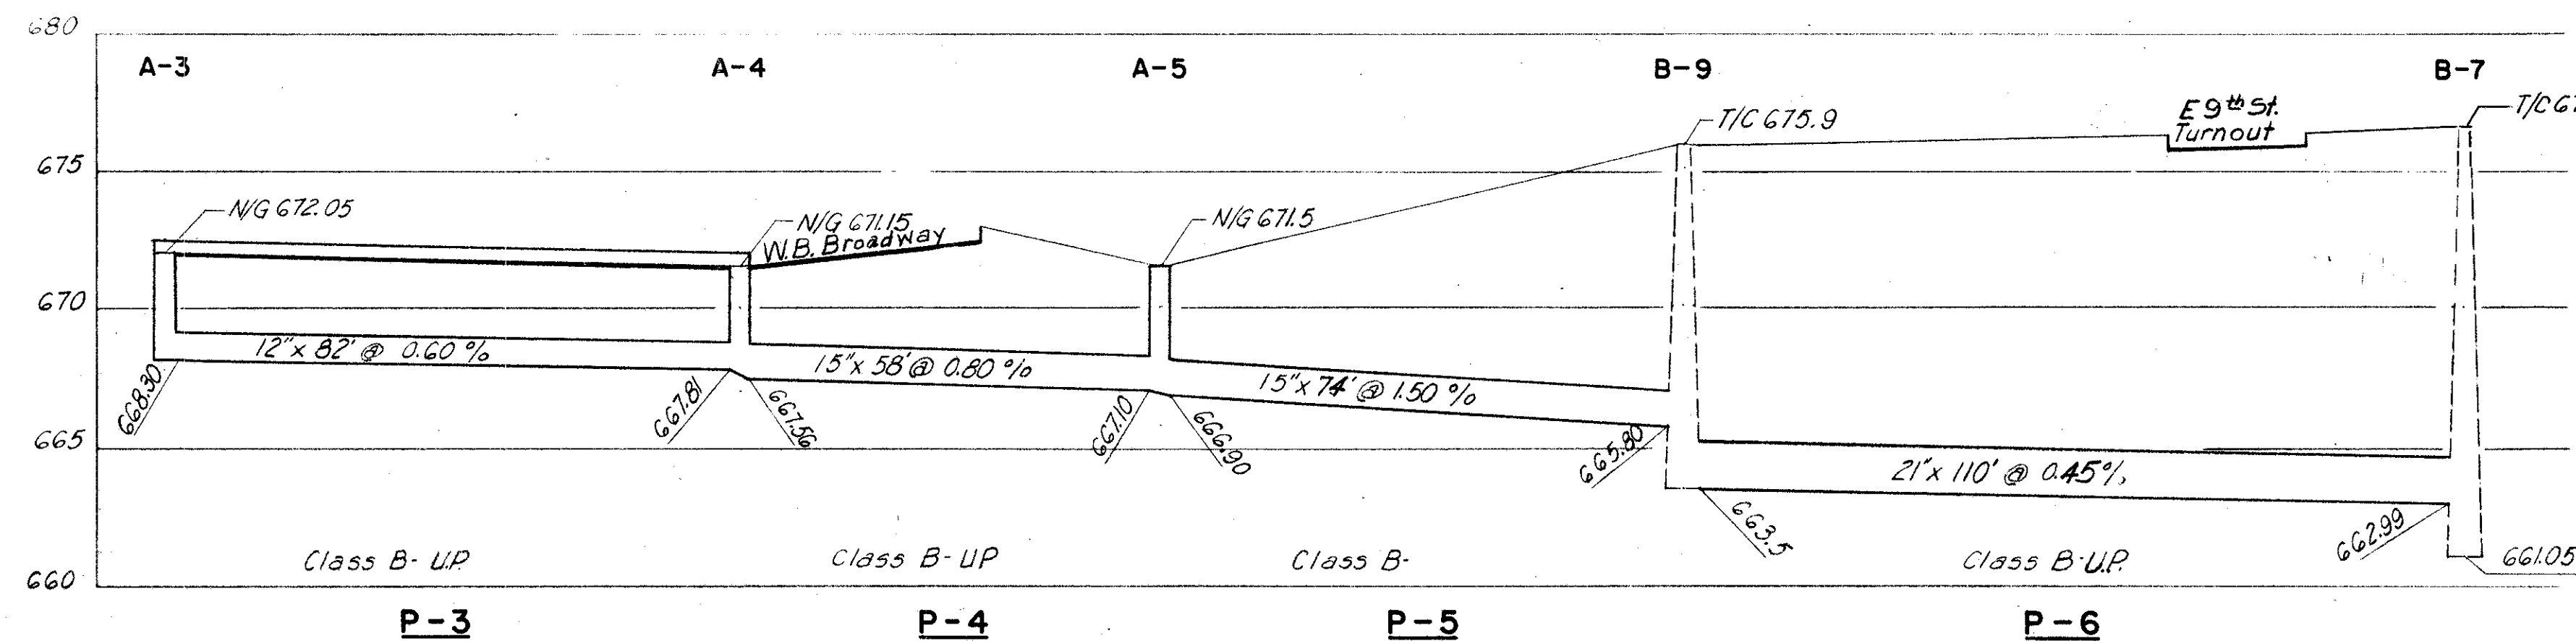 680
A-3
A-4
A-5
B-9
B-7
T/C 675.9
E 9th St.
Turnout
T/C 67
675
N/G 672.05
N/G 671.15
W.B. Broadway
N/G 671.5
670
12"x 82' @ 0.60 %
15"x 58' @ 0.80 %
15"x 74' @ 1.50 %
668.30
667.81
667.56
667.10
666.90
665.80
665
21"x 110' @ 0.45%
663.5
662.99
661.05
Class B- U.P.
Class B- UP
Class B-
Class B-U.P.
660
P-3
P-4
P-5
P-6